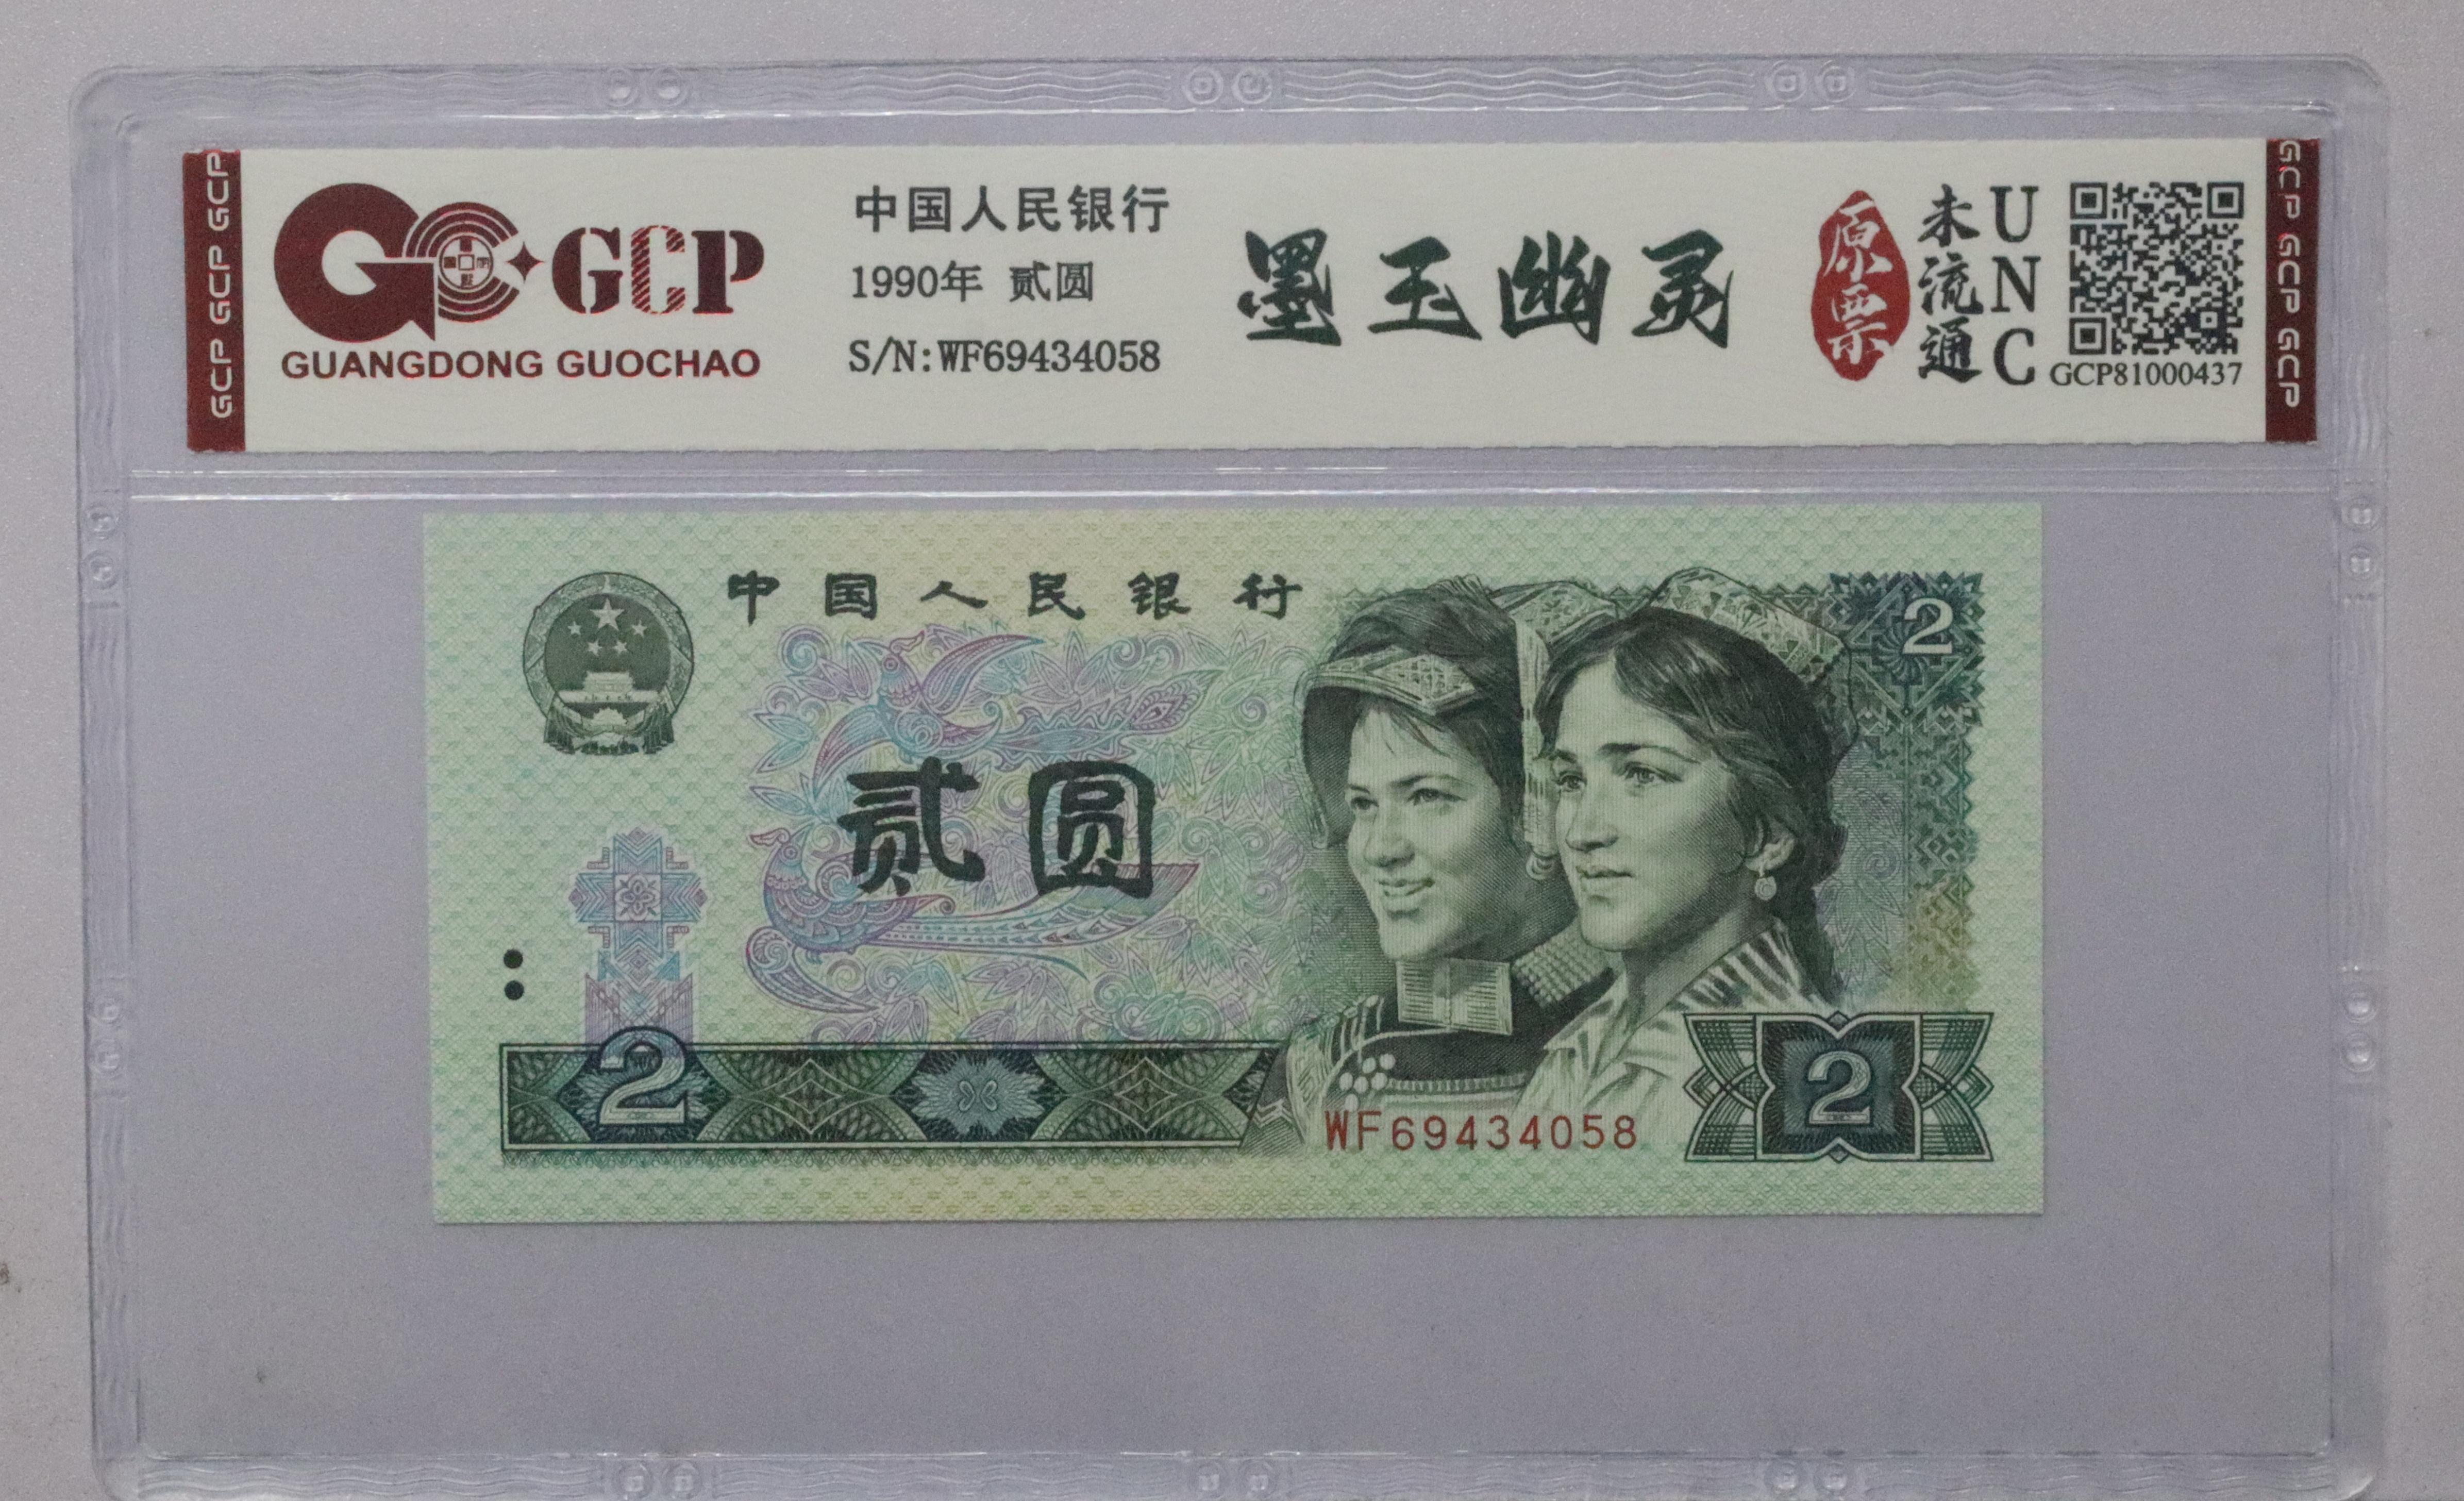 GCP GCP GCP
GCP
GUANGDONG GUOCHAO
中国人民银行
1990年 贰圆
S/N:WF69434058
墨玉幽灵
原票
未流通
UNC
GCP81000437
GCP GCP GCP
中国人民银行
2
贰圆
2
WF69434058
2